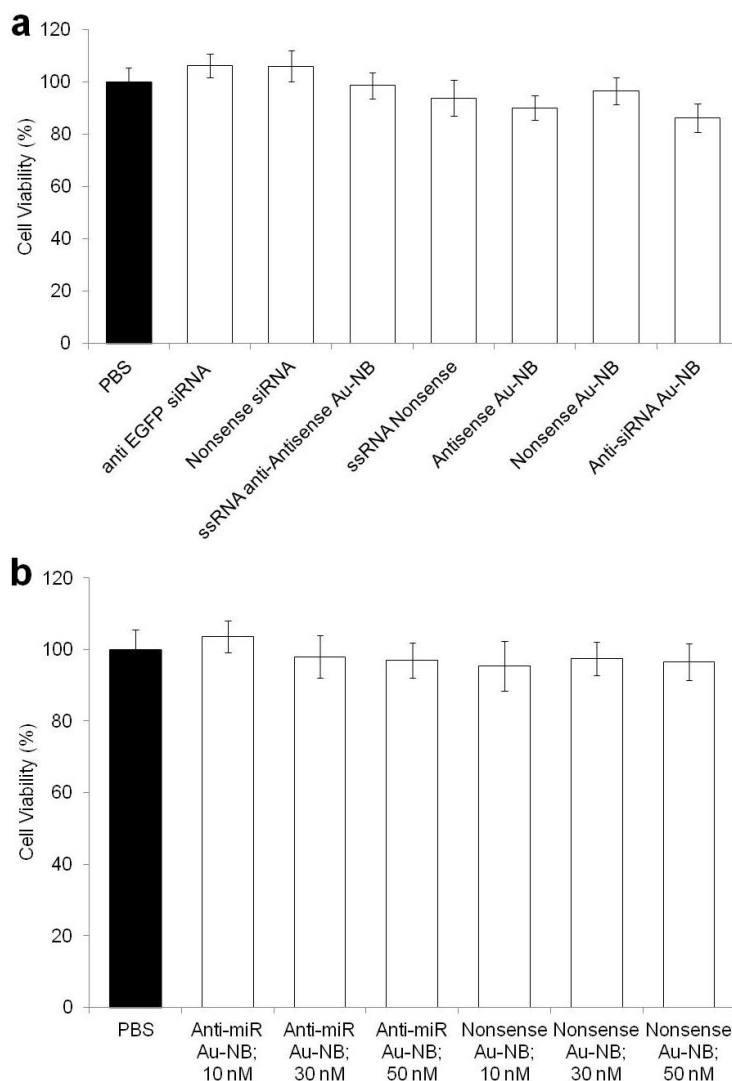 a
120
100
80
60
40
20
0
Cell Viability (%)
PBS
anti EGFP siRNA
Nonsense siRNA
ssRNA anti-Antisense Au-NB
ssRNA Nonsense
Antisense Au-NB
Nonsense Au-NB
Anti-siRNA Au-NB
b
120
100
80
60
40
20
0
Cell Viability (%)
PBS
Anti-miR
Au-NB;
10 nM
Anti-miR
Au-NB;
30 nM
Anti-miR
Au-NB;
50 nM
Nonsense
Au-NB;
10 nM
Nonsense
Au-NB;
30 nM
Nonsense
Au-NB;
50 nM